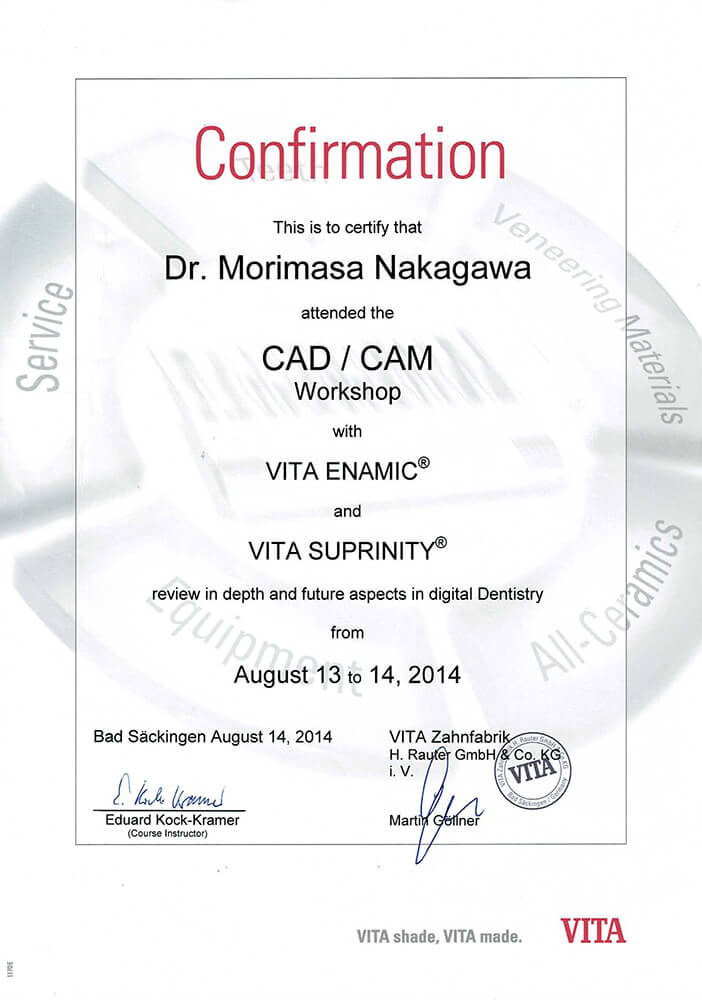 Confirmation
This is to certify that
Dr. Morimasa Nakagawa
attended the
CAD / CAM
Workshop
with
VITA ENAMIC®
and
VITA SUPRINITY®
review in depth and future aspects in digital Dentistry
from
August 13 to 14, 2014
Service
Veneering Materials
Equipment
All-Ceramics
Bad Säckingen August 14, 2014
E. Kock-Kramer
Eduard Kock-Kramer
(Course Instructor)
VITA Zahnfabrik
H. Rauter GmbH & Co. KG
i. V.
Martin Göllner
VITA Zahnfabrik H. Rauter GmbH & Co. KG
VITA
Bad Säckingen / Germany
VITA shade, VITA made.
VITA